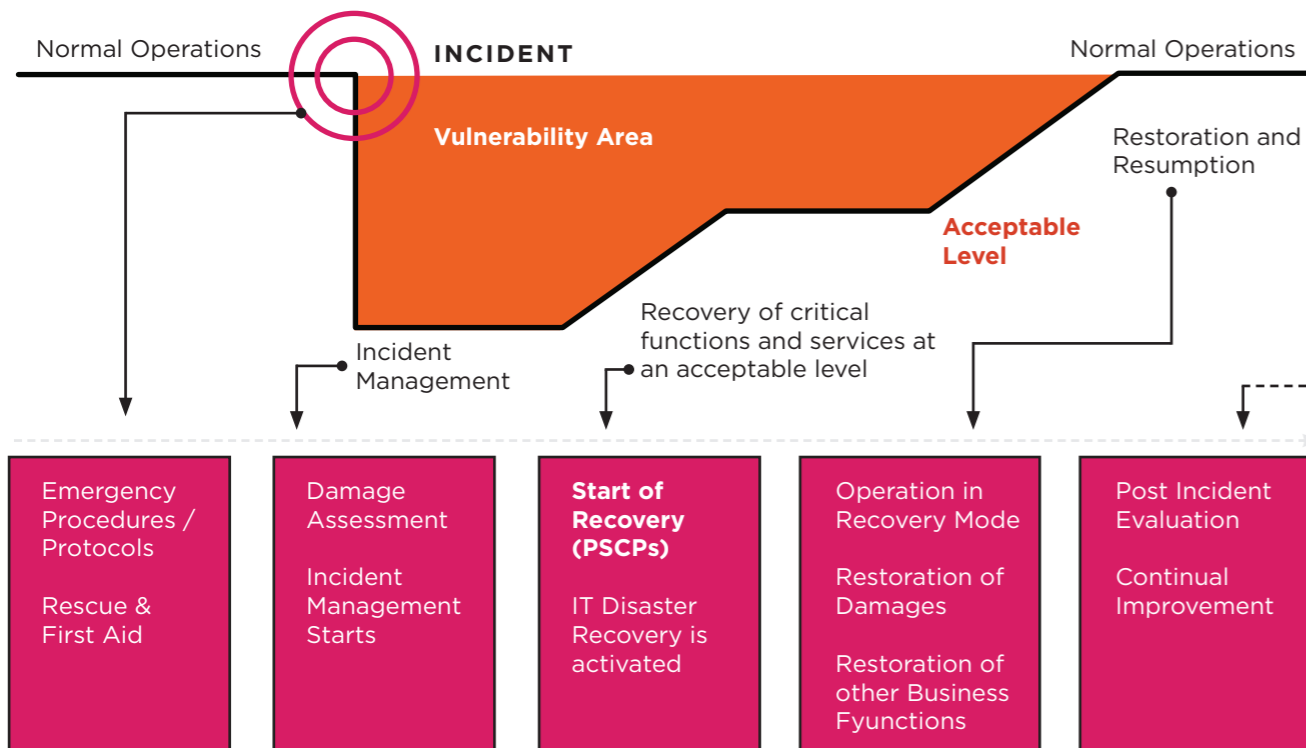 Normal Operations
INCIDENT
Normal Operations
Vulnerability Area
Restoration and
Resumption
Acceptable
Level
Recovery of critical
functions and services at
an acceptable level
Incident
Management
Emergency
Procedures /
Protocols
Rescue &
First Aid
Damage
Assessment
Incident
Management
Starts
Start of
Recovery
(PSCPs)
IT Disaster
Recovery is
activated
Operation in
Recovery Mode
Restoration of
Damages
Restoration of
other Business
Fyunctions
Post Incident
Evaluation
Continual
Improvement